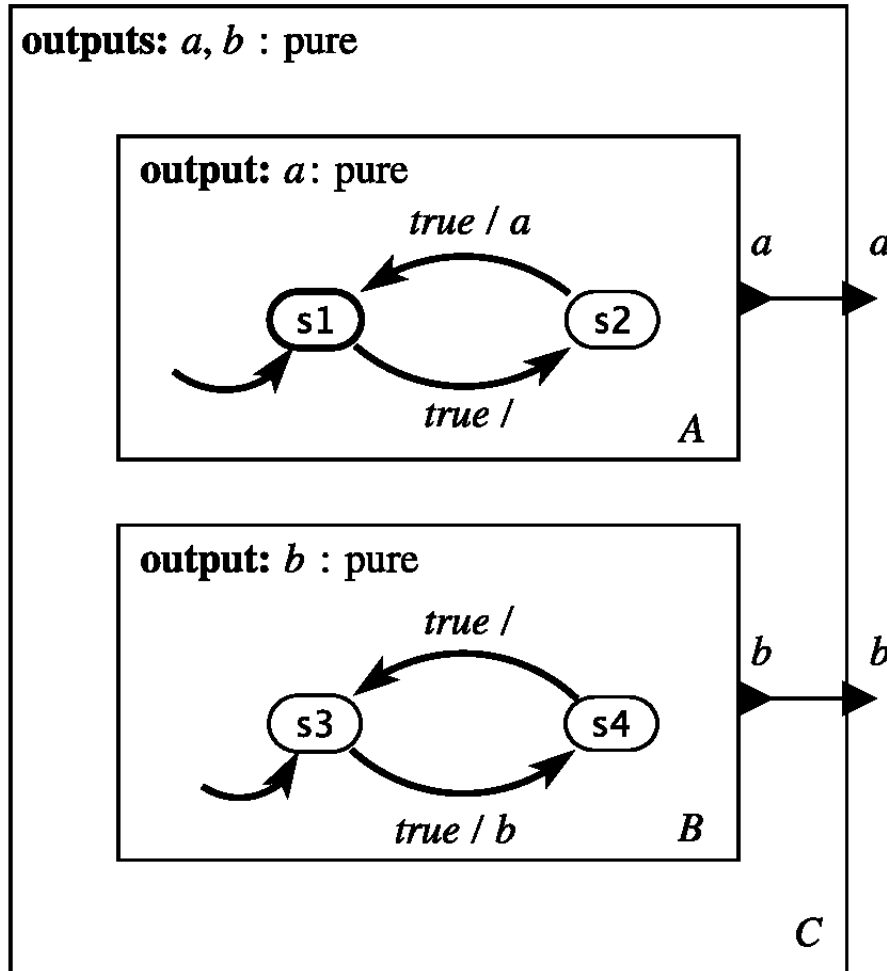 outputs: a, b : pure
output: a: pure
true / a
a
a
s1
s2
true /
A
output: b : pure
true /
b
b
s3
s4
true / b
B
C